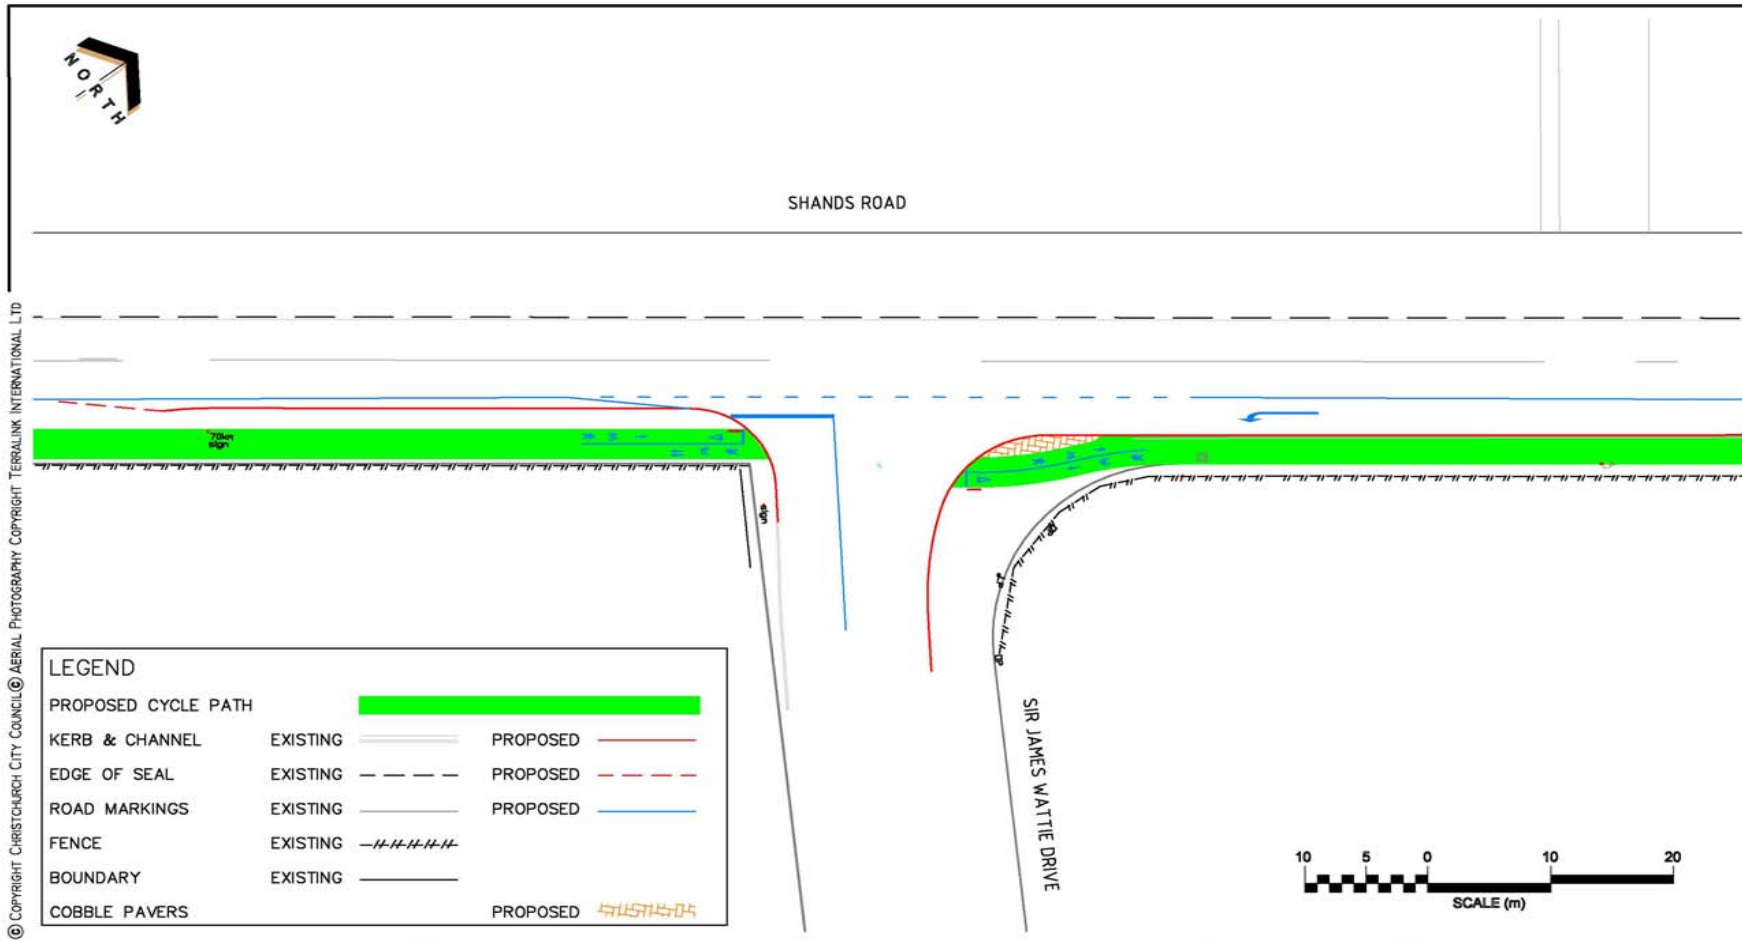 NORTH
SHANDS ROAD
70km
sign
sign
SIR JAMES WATTIE DRIVE
LEGEND
PROPOSED CYCLE PATH
KERB & CHANNEL EXISTING PROPOSED
EDGE OF SEAL EXISTING PROPOSED
ROAD MARKINGS EXISTING PROPOSED
FENCE EXISTING
BOUNDARY EXISTING
COBBLE PAVERS PROPOSED
10 5 0 10 20
SCALE (m)
© COPYRIGHT CHRISTCHURCH CITY COUNCIL © AERIAL PHOTOGRAPHY COPYRIGHT TERRALINK INTERNATIONAL LTD